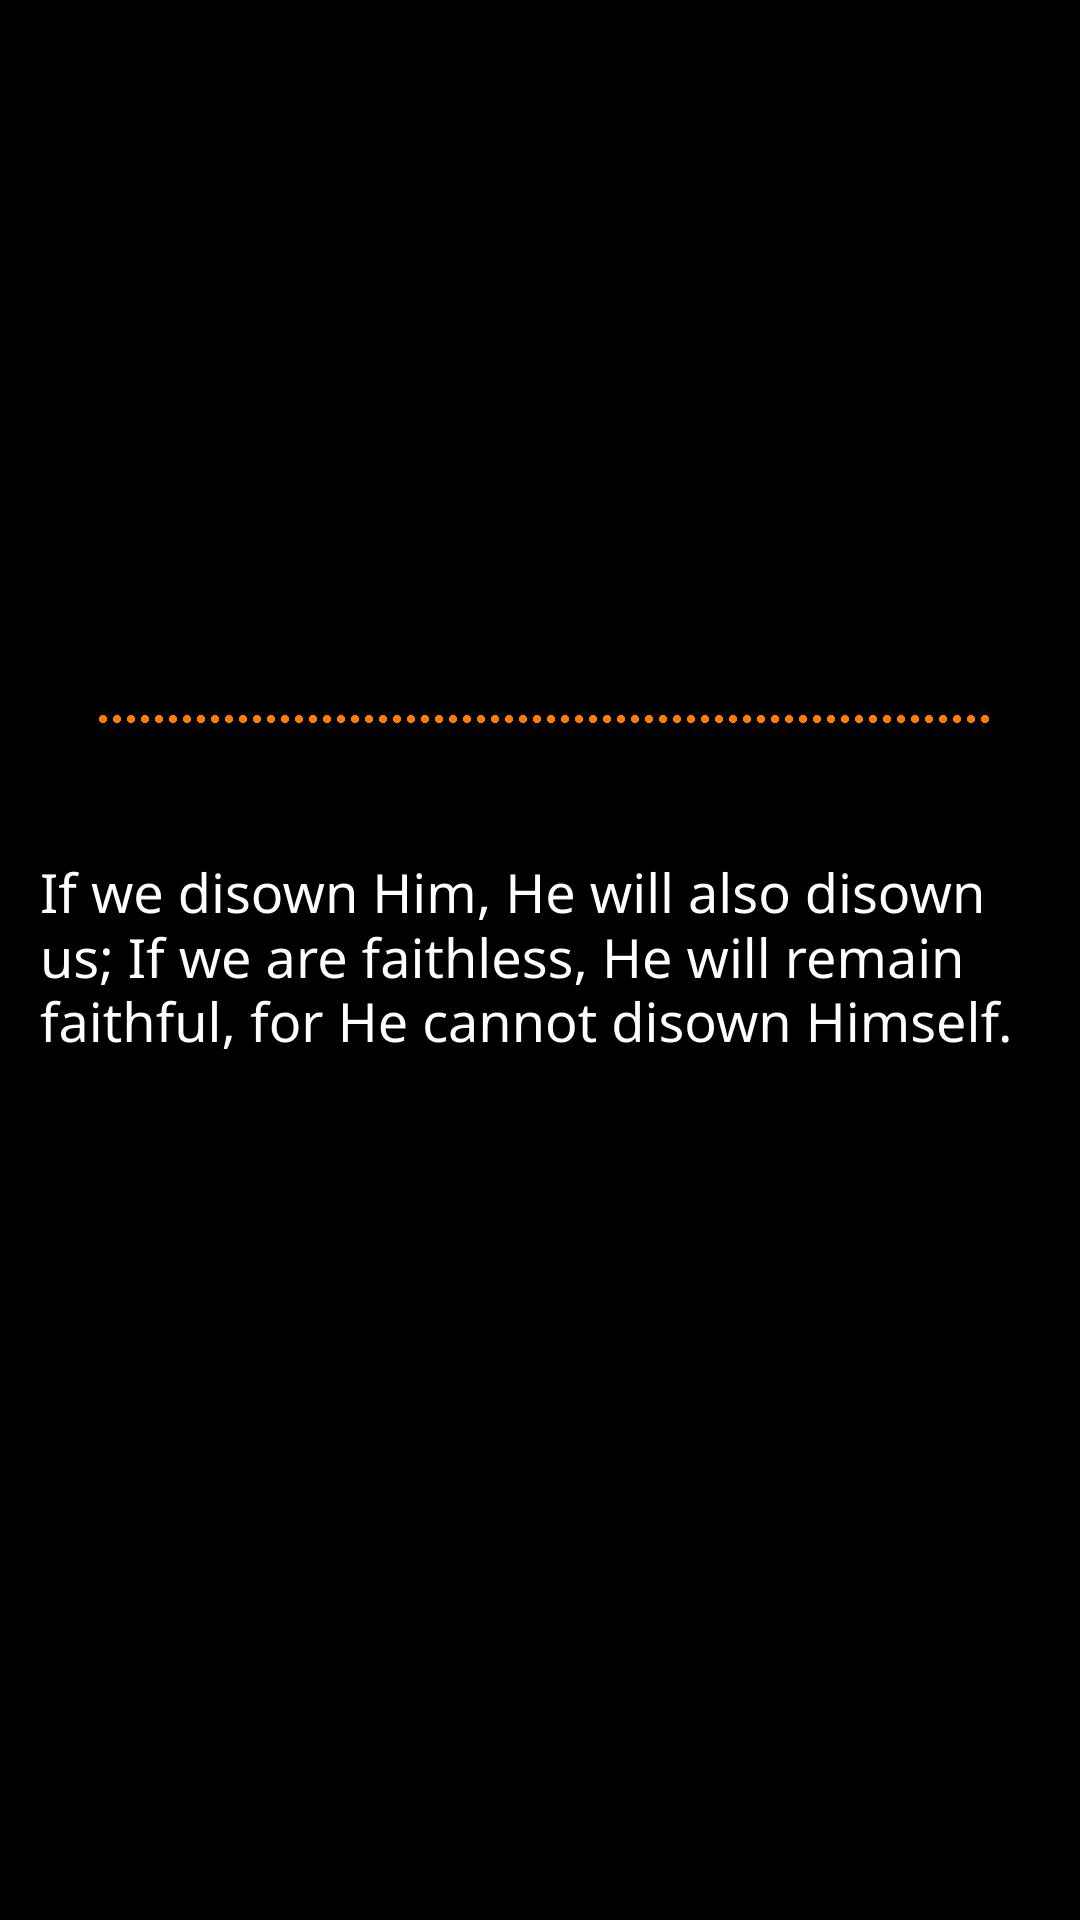 If we disown Him, He will also disown
us; If we are faithless, He will remain
faithful, for He cannot disown Himself.